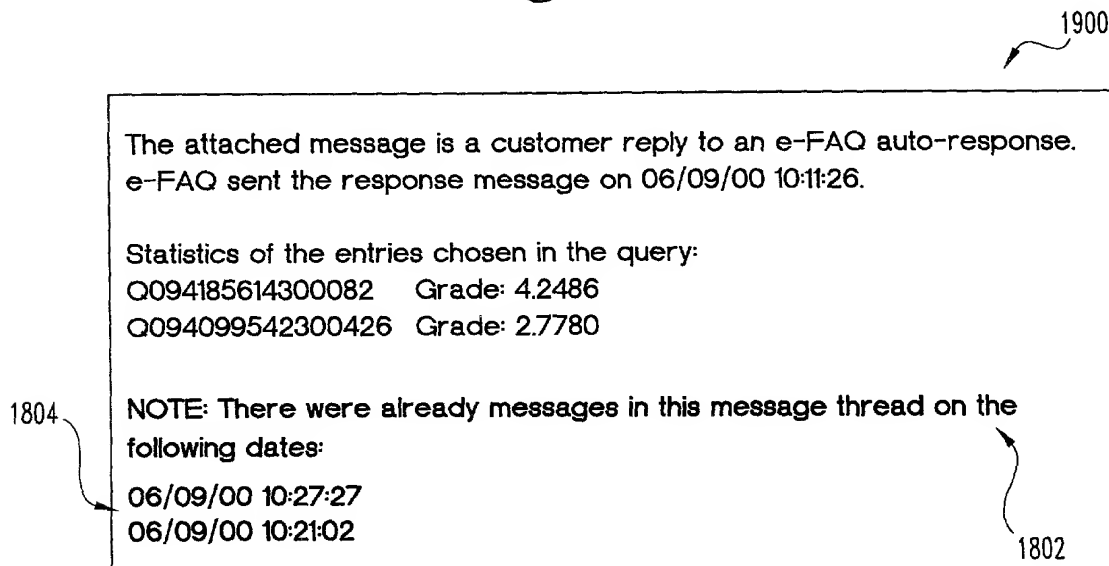 1900
The attached message is a customer reply to an e-FAQ auto-response.
e-FAQ sent the response message on 06/09/00 10:11:26.
Statistics of the entries chosen in the query:
Q094185614300082 Grade: 4.2486
Q094099542300426 Grade: 2.7780
1804
NOTE: There were already messages in this message thread on the
following dates:
06/09/00 10:27:27
06/09/00 10:21:02
1802